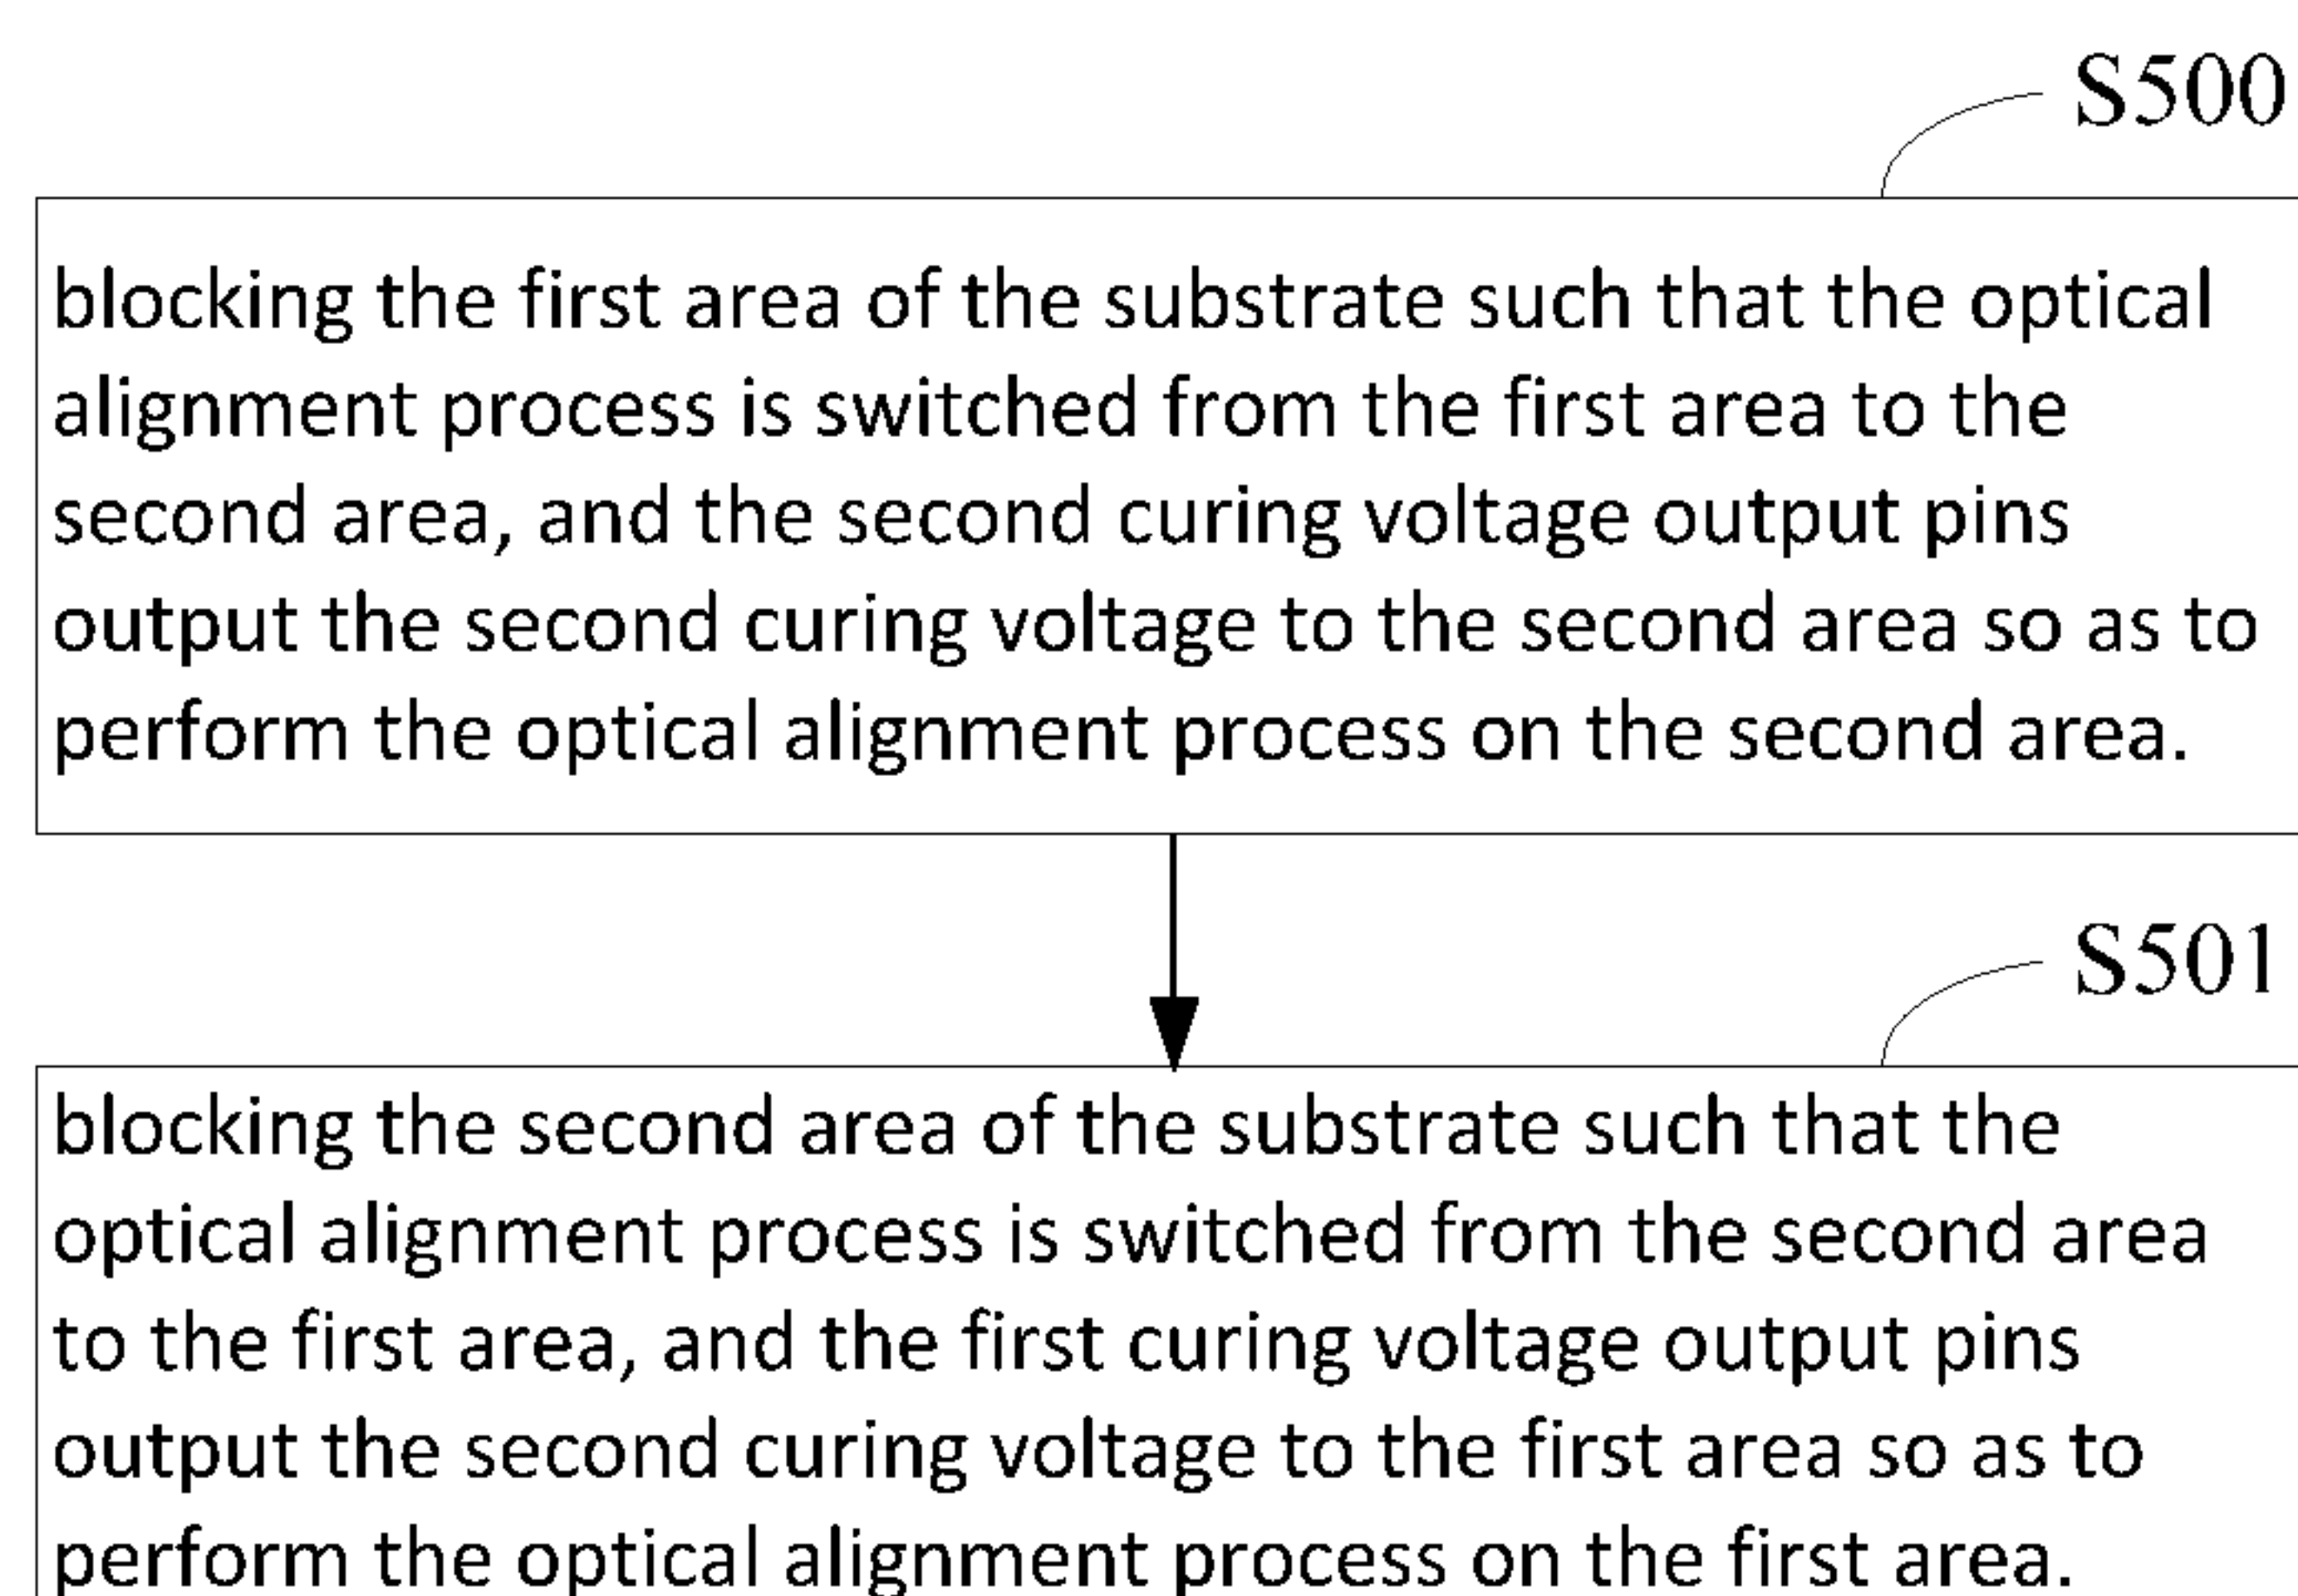 S500
blocking the first area of the substrate such that the optical
alignment process is switched from the first area to the
second area, and the second curing voltage output pins
output the second curing voltage to the second area so as to
perform the optical alignment process on the second area.
S501
blocking the second area of the substrate such that the
optical alignment process is switched from the second area
to the first area, and the first curing voltage output pins
output the second curing voltage to the first area so as to
perform the optical alignment process on the first area.